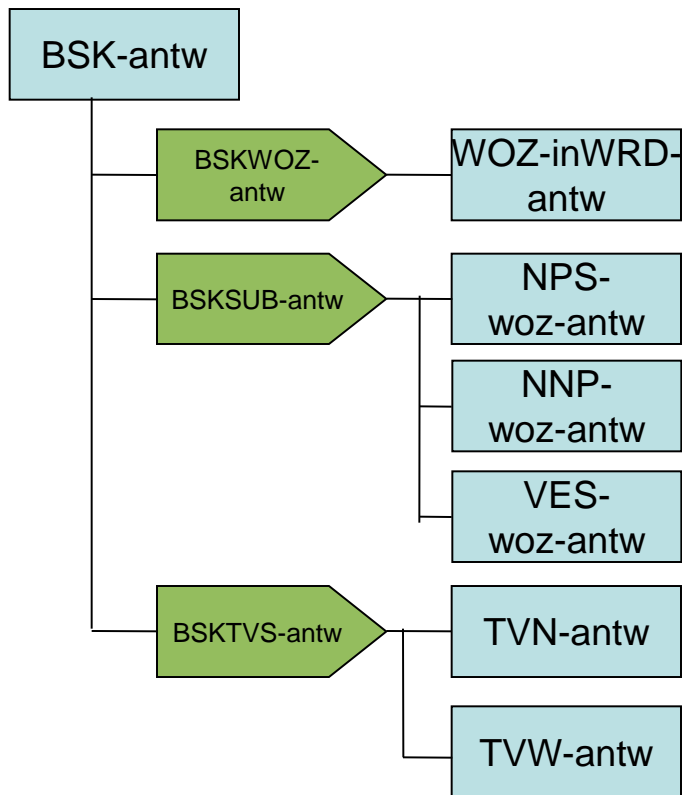 BSK-antw
BSKWOZ-
antw
WOZ-inWRD-
antw
BSKSUB-antw
NPS-
woz-antw
NNP-
woz-antw
VES-
woz-antw
BSKTVS-antw
TVN-antw
TVW-antw